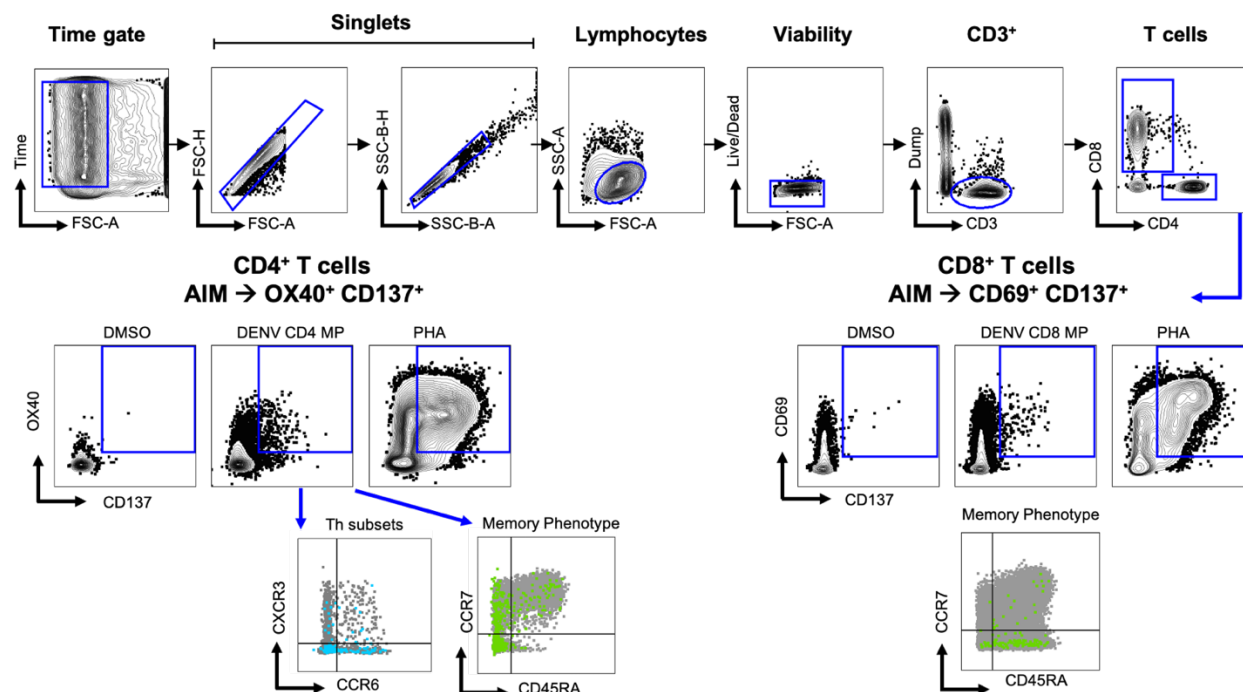 Time gate
Singlets
Lymphocytes
Viability
CD3⁺
T cells
Time
FSC-A
FSC-H
FSC-A
SSC-B-H
SSC-B-A
SSC-A
FSC-A
Live/Dead
FSC-A
Dump
CD3
CD8
CD4
CD4⁺ T cells
AIM → OX40⁺ CD137⁺
DMSO
DENV CD4 MP
PHA
OX40
CD137
Th subsets
CXCR3
CCR6
Memory Phenotype
CCR7
CD45RA
CD8⁺ T cells
AIM → CD69⁺ CD137⁺
DMSO
DENV CD8 MP
PHA
CD69
CD137
Memory Phenotype
CCR7
CD45RA